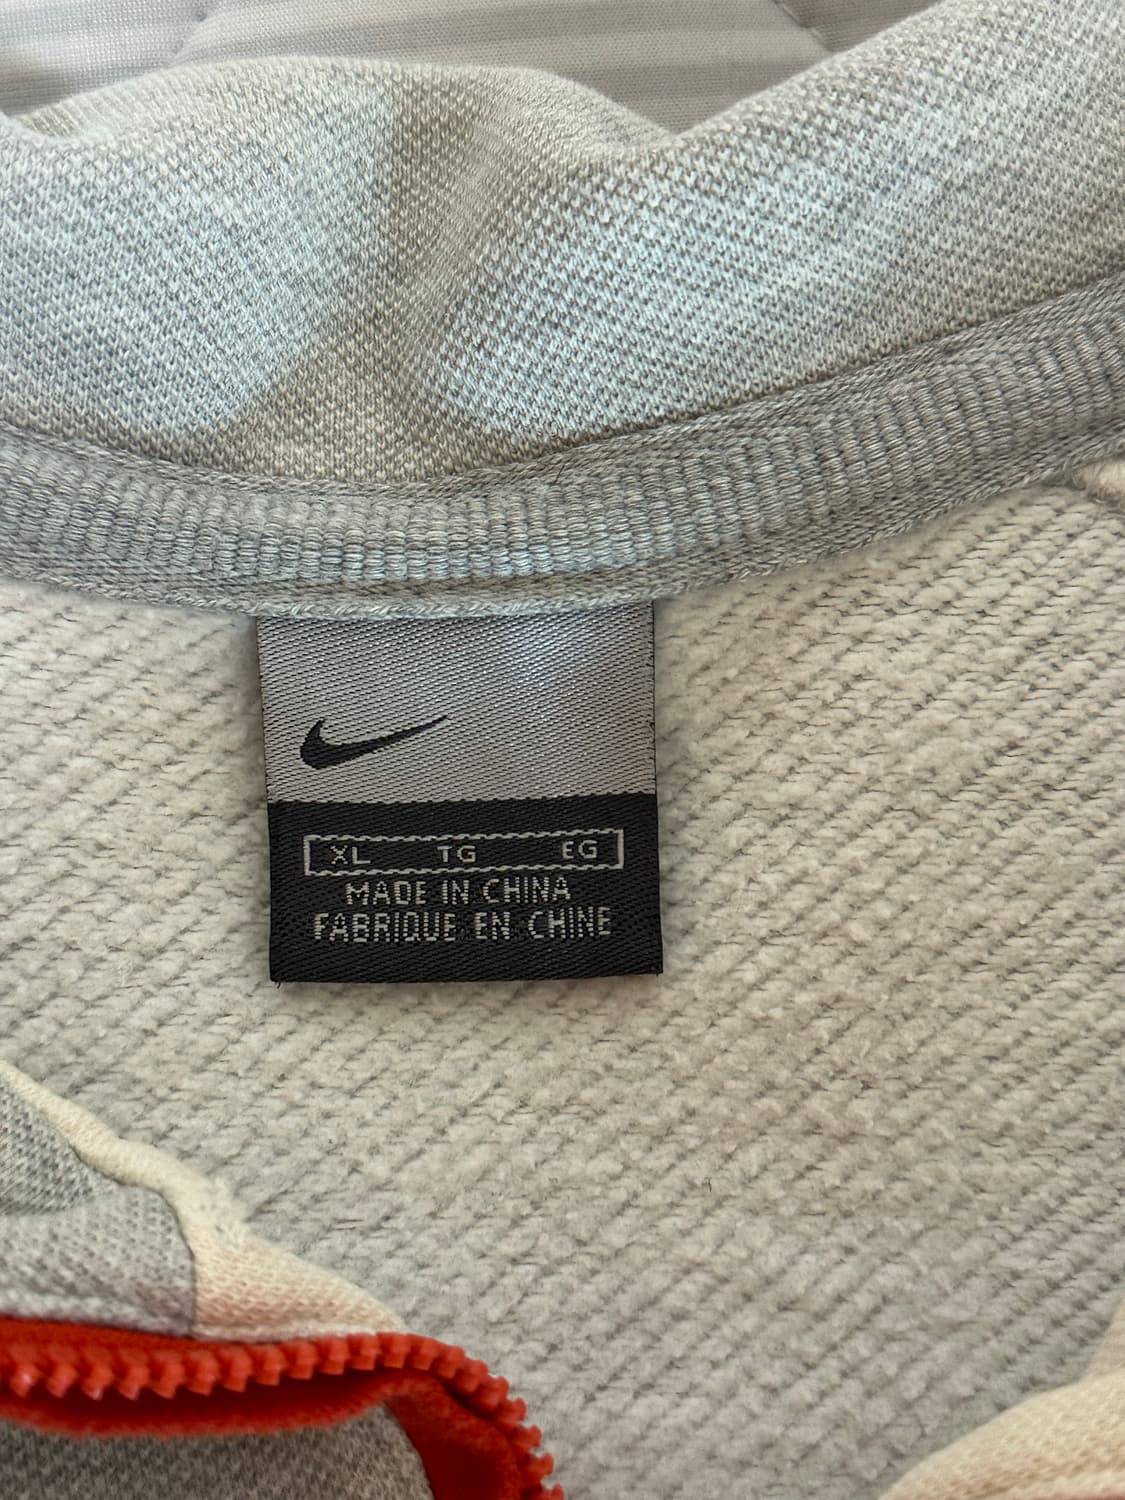 XL TG EG
MADE IN CHINA
FABRIQUE EN CHINE